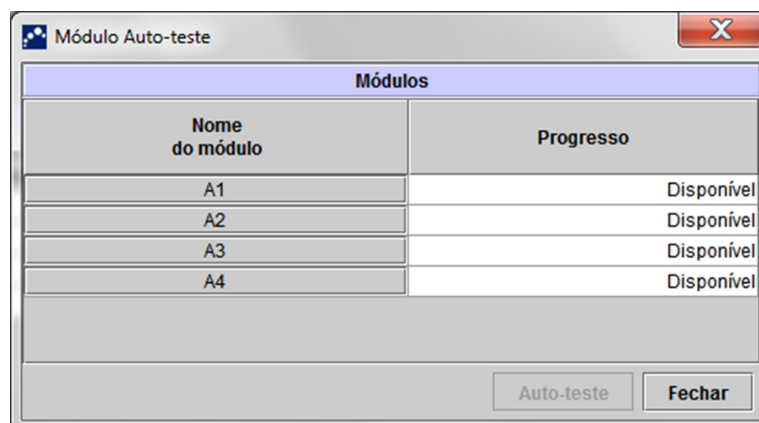 Módulo Auto-teste
Módulos
Nome
do módulo
Progresso
A1
Disponível
A2
Disponível
A3
Disponível
A4
Disponível
Auto-teste
Fechar